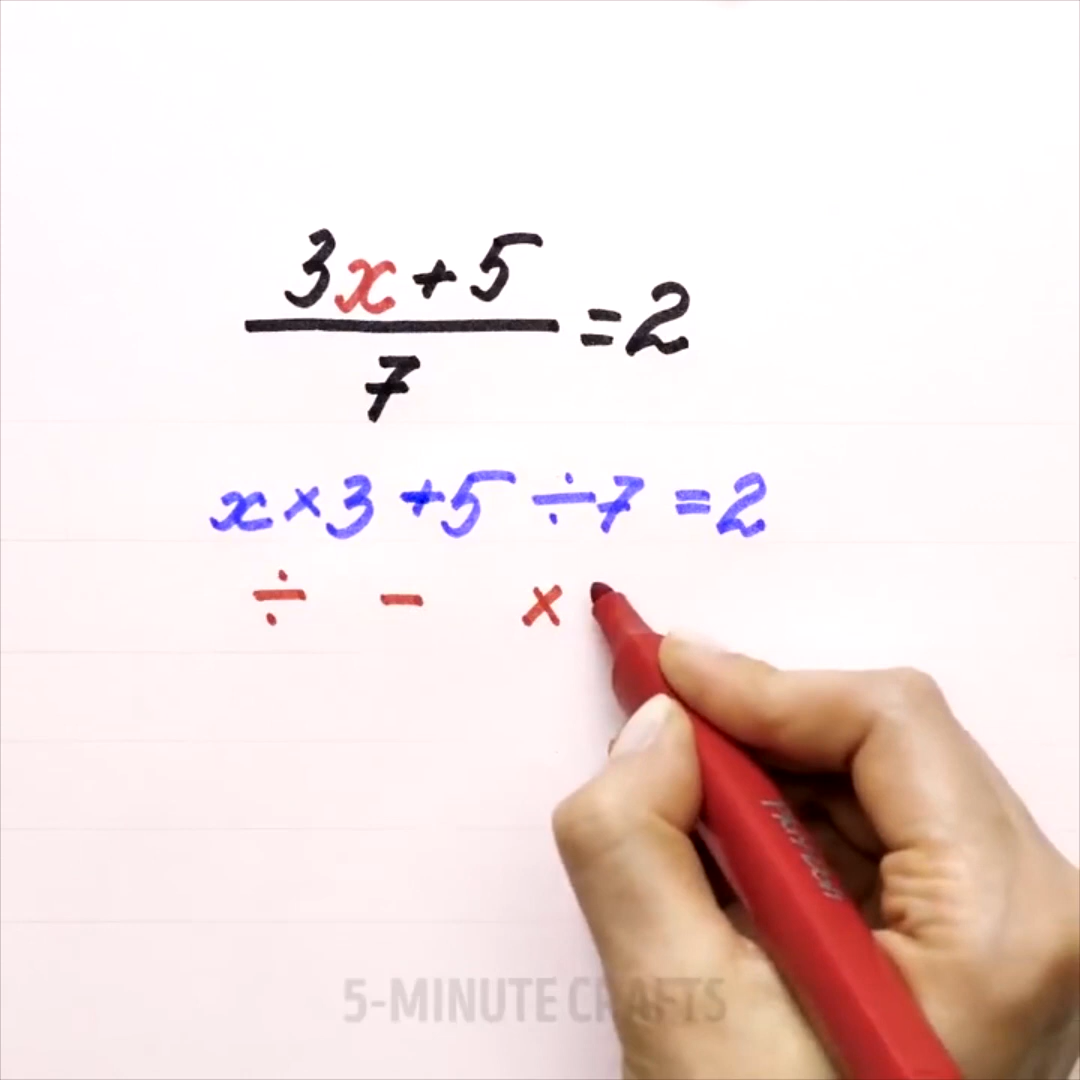 3x + 5
= 2
7
x × 3 + 5 ÷ 7 = 2
÷ - ×
5-MINUTE CRAFTS